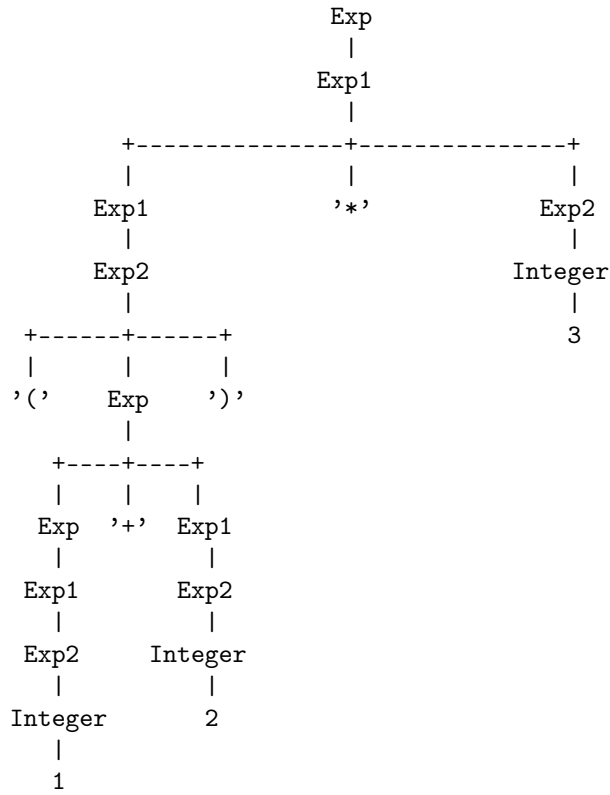 Exp
|
Exp1
|
+---------------+---------------+
| | |
Exp1 ’*’ Exp2
| |
Exp2 Integer
| |
+------+------+ 3
| | |
’(’ Exp ’)’
|
+----+----+
| | |
Exp ’+’ Exp1
| |
Exp1 Exp2
| |
Exp2 Integer
| |
Integer 2
|
1